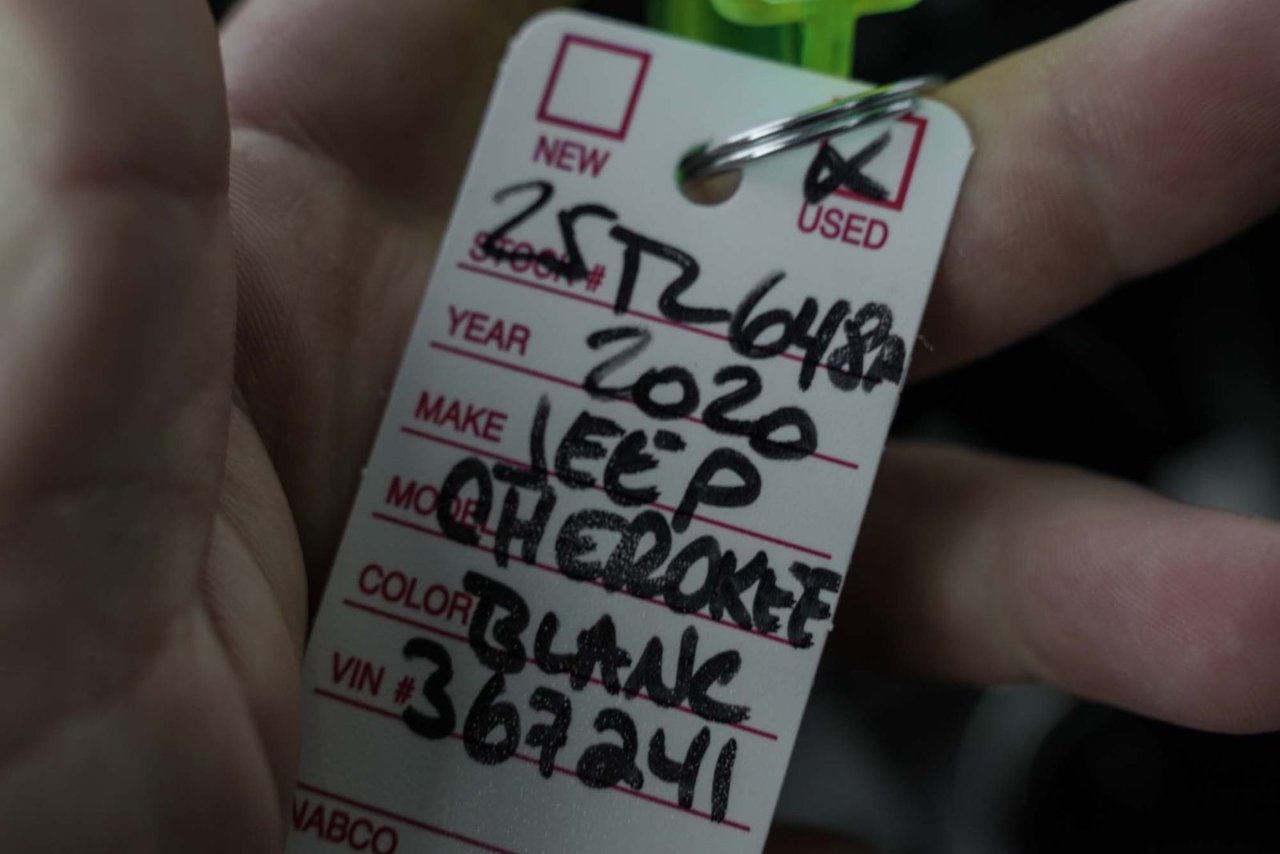 NEW
USED
STOCK # 25T2648A
YEAR 2020
MAKE JEEP
MODEL CHEROKEE
COLOR BLANC
VIN # 367241
NABCO